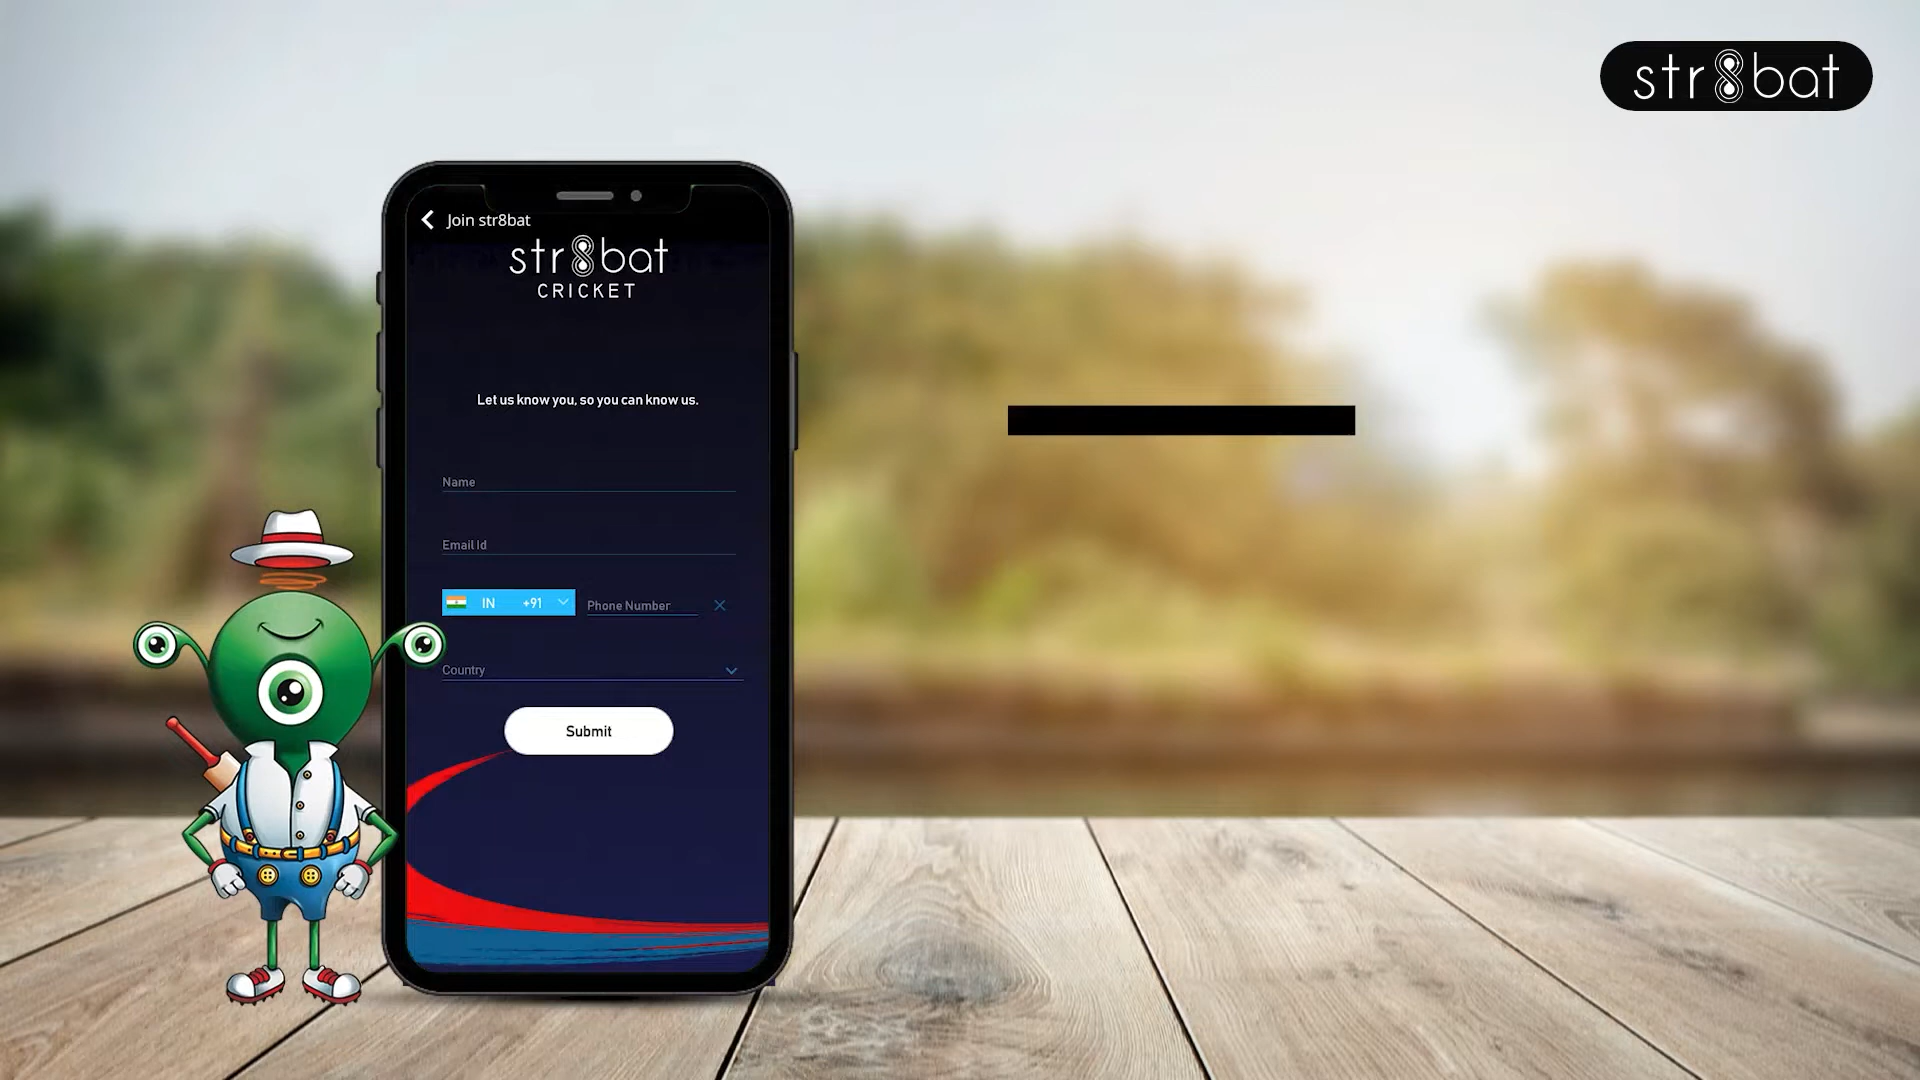 str8bat
Join str8bat
str8bat
CRICKET
Let us know you, so you can know us.
Name
Email Id
IN +91 Phone Number
Country
Submit